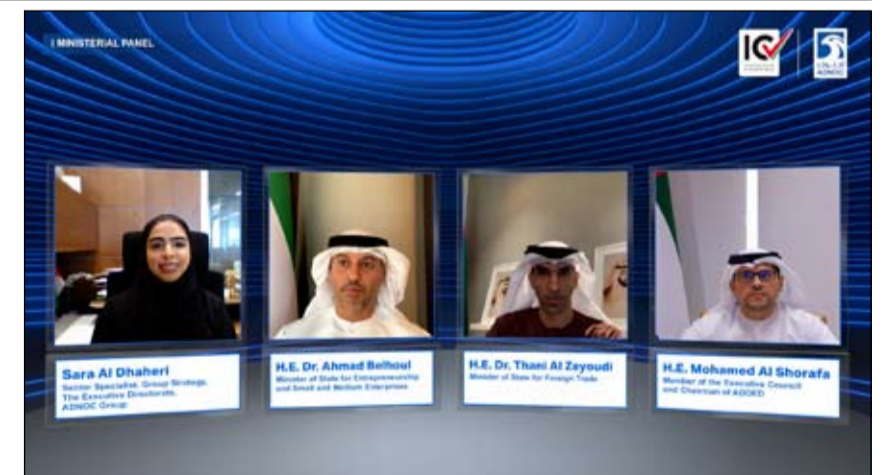 I MINISTERIAL PANEL
ICV
ADNOC
Sara Al Dhaheri
Senior Specialist, Group Strategy,
The Executive Directorate,
ADNOC Group
H.E. Dr. Ahmad Belhoul
Minister of State for Entrepreneurship
and Small and Medium Enterprises
H.E. Dr. Thani Al Zeyoudi
Minister of State for Foreign Trade
H.E. Mohamed Al Shorafa
Member of the Executive Council
and Chairman of ADDED